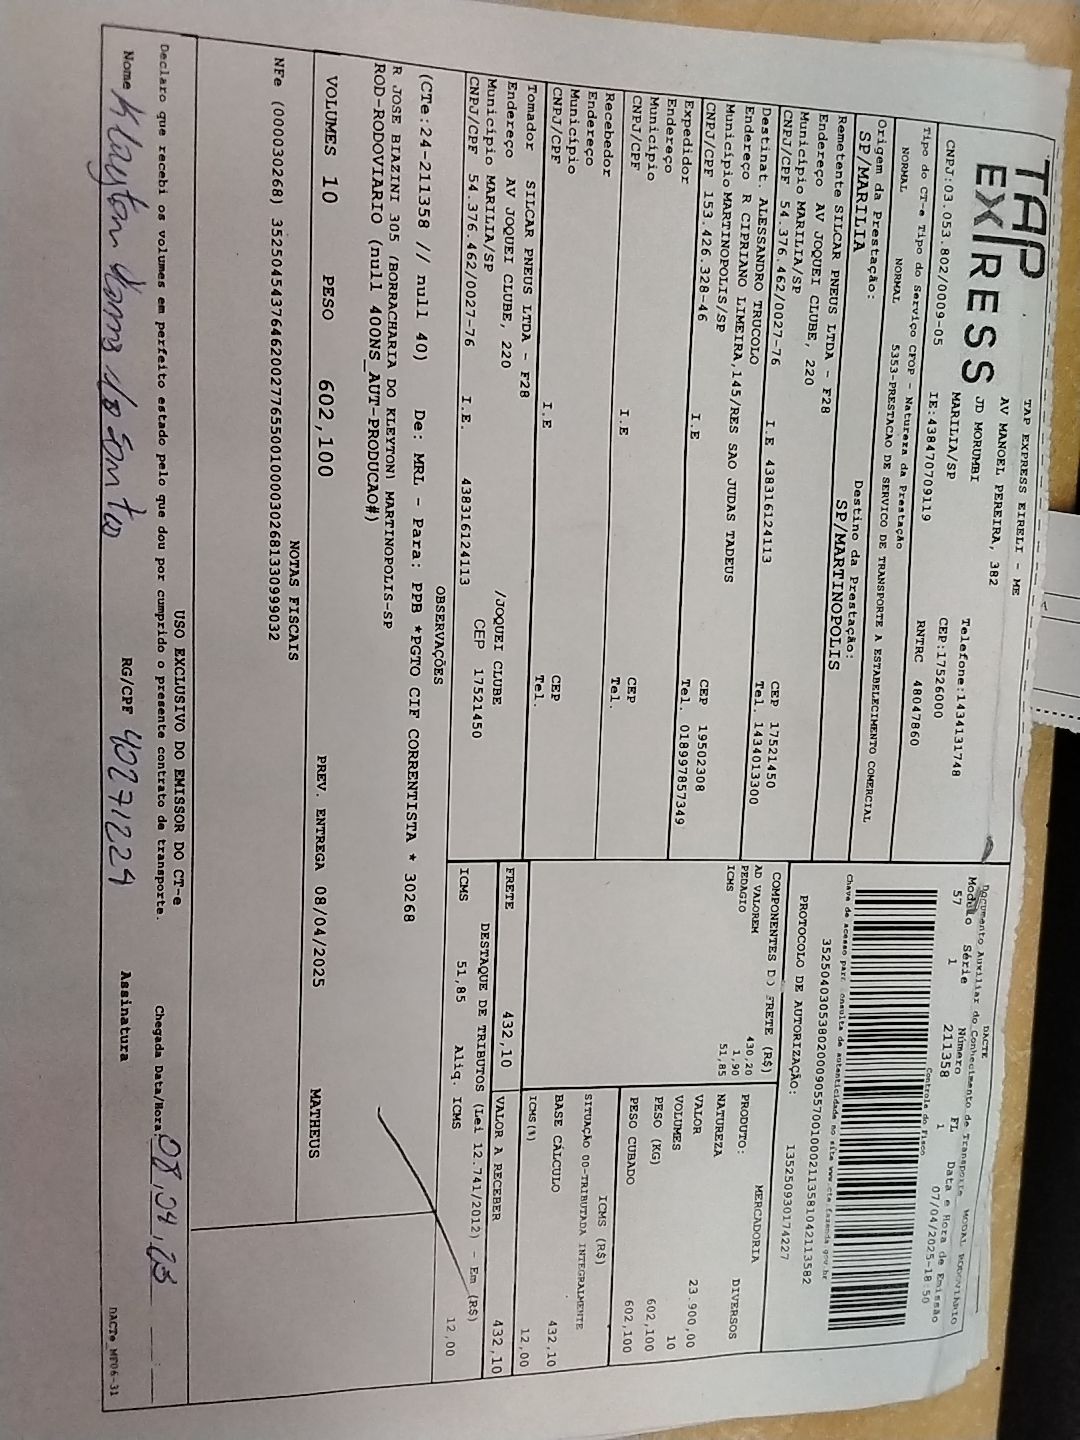 TAP
EX/RESS
TAP EXPRESS EIRELI - ME
AV MANOEL PEREIRA, 382
JD MORUMBI
MARILIA/SP
Telefone:1434131748
CEP:17526000
CNPJ:03.053.802/0009-05 IE:438470709119 RNTRC 48047860
Tipo do CT-e Tipo do Serviço CFOP - Natureza da Prestação
NORMAL NORMAL 5353-PRESTACAO DE SERVICO DE TRANSPORTE A ESTABELECIMENTO COMERCIAL
Origem da Prestação: Destino da Prestação:
SP/MARILIA SP/MARTINOPOLIS
Remetente SILCAR PNEUS LTDA - F28
Endereço AV JOQUEI CLUBE, 220
Município MARILIA/SP CEP 17521450
CNPJ/CPF 54.376.462/0027-76 I.E 438316124113 Tel. 1434013300
Destinat. ALESSANDRO TRUCOLO
Endereço R CIPRIANO LIMEIRA,145/RES SAO JUDAS TADEUS
Município MARTINOPOLIS/SP CEP 19502308
CNPJ/CPF 153.426.328-46 I.E Tel. 018997857349
Expedidor
Endereço
Município CEP
CNPJ/CPF I.E Tel.
Recebedor
Endereço
Município CEP
CNPJ/CPF I.E Tel.
Tomador SILCAR PNEUS LTDA - F28
Endereço AV JOQUEI CLUBE, 220 /JOQUEI CLUBE
Município MARILIA/SP CEP 17521450
CNPJ/CPF 54.376.462/0027-76 I.E. 438316124113
DACTE
Documento Auxiliar do Conhecimento de Transporte MODAL RODOVIARIO
Modelo Série Número FL Data e Hora de Emissão
57 1 211358 1 07/04/2025-18:50
Controle do Fisco
Chave de acesso para consulta de autenticidade no site www.cte.fazenda.gov.br
35250403053802000905570010002113581042113582
PROTOCOLO DE AUTORIZAÇÃO: 135250930174227
COMPONENTES DO FRETE (R$)
AD VALOREM 430,20
PEDAGIO 1,90
ICMS 51,85
PRODUTO: MERCADORIA
NATUREZA DIVERSOS
VALOR 23.900,00
VOLUMES 10
PESO (KG) 602,100
PESO CUBADO 602,100
ICMS (R$)
SITUAÇÃO 00-TRIBUTADA INTEGRALMENTE
BASE CÁLCULO 432,10
ICMS(%) 12,00
FRETE 432,10 VALOR A RECEBER 432,10
DESTAQUE DE TRIBUTOS (Lei 12.741/2012) - Em (R$)
ICMS 51,85 Aliq. ICMS 12,00
OBSERVAÇÕES
(CTe:24-211358 // null 40) De: MRL - Para: PPB *PGTO CIF CORRENTISTA * 30268
R JOSE BIAZINI 305 (BORRACHARIA DO KLEYTON) MARTINOPOLIS-SP
ROD-RODOVIARIO (null 400NS_AUT-PRODUCAO#)
VOLUMES 10 PESO 602,100 PREV. ENTREGA 08/04/2025 MATHEUS
NOTAS FISCAIS
NFe (000030268) 35250454376462002776550010000302681330999032
USO EXCLUSIVO DO EMISSOR DO CT-e
Declaro que recebi os volumes em perfeito estado pelo que dou por cumprido o presente contrato de transporte. Chegada Data/Hora 08.04.25
Nome Klayton RG/CPF 40271224 Assinatura
DACTe_MF06-31